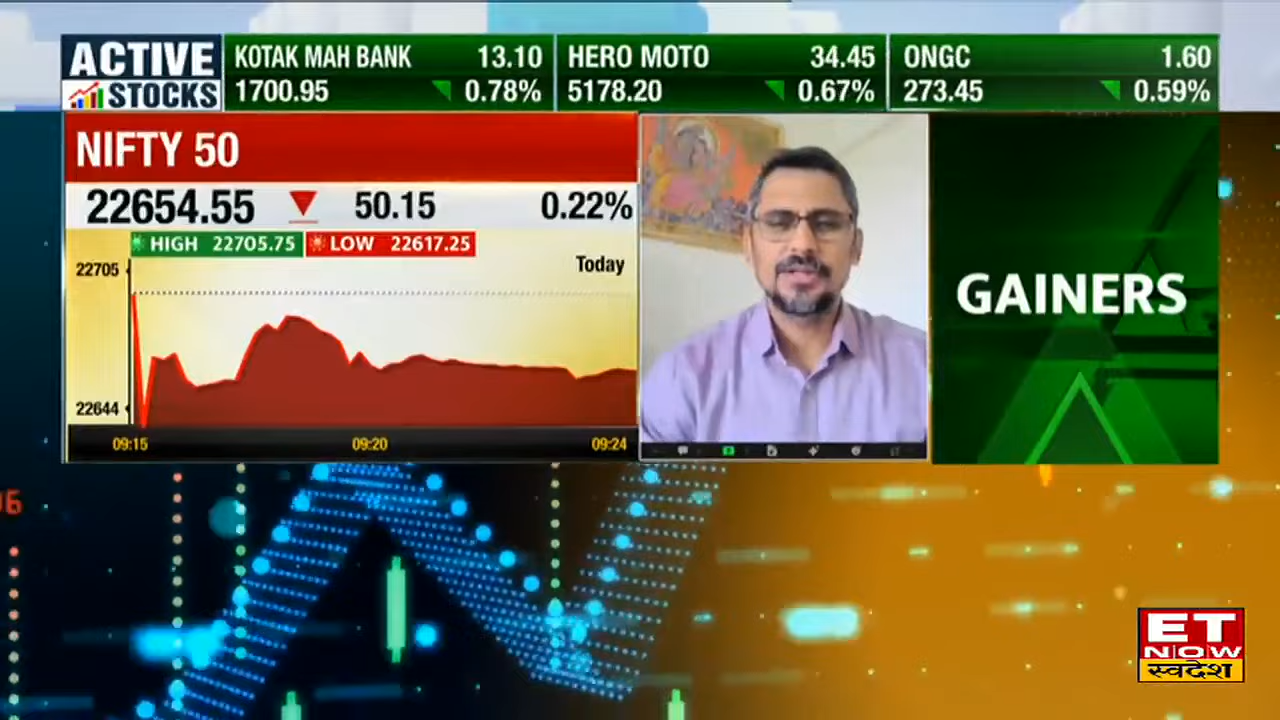 ACTIVE
STOCKS
KOTAK MAH BANK 13.10
1700.95 0.78%
HERO MOTO 34.45
5178.20 0.67%
ONGC 1.60
273.45 0.59%
NIFTY 50
22654.55 50.15 0.22%
HIGH 22705.75 LOW 22617.25
Today
22705
22644
09:15 09:20 09:24
GAINERS
06
ET
NOW
स्वदेश